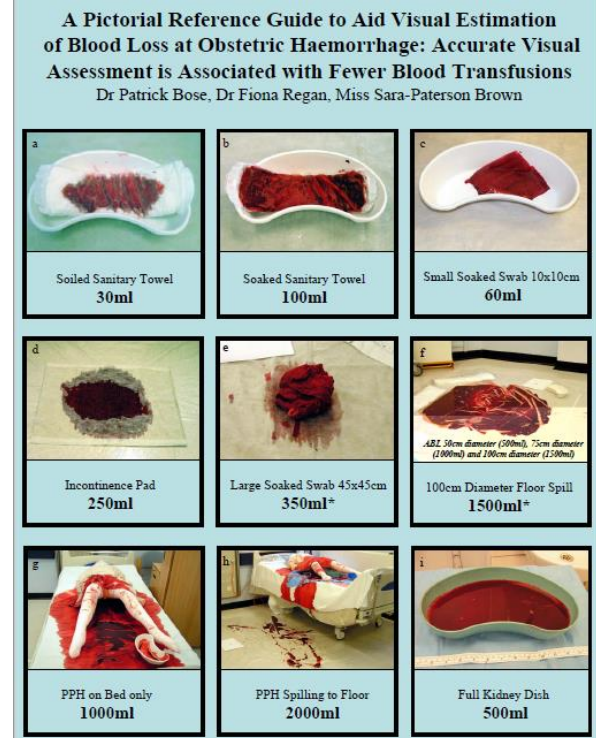 A Pictorial Reference Guide to Aid Visual Estimation
of Blood Loss at Obstetric Haemorrhage: Accurate Visual
Assessment is Associated with Fewer Blood Transfusions
Dr Patrick Bose, Dr Fiona Regan, Miss Sara-Paterson Brown
a
Soiled Sanitary Towel
30ml
b
Soaked Sanitary Towel
100ml
c
Small Soaked Swab 10x10cm
60ml
d
Incontinence Pad
250ml
e
Large Soaked Swab 45x45cm
350ml*
f
ABL 50cm diameter (500ml), 75cm diameter
(1000ml) and 100cm diameter (1500ml)
100cm Diameter Floor Spill
1500ml*
g
PPH on Bed only
1000ml
h
PPH Spilling to Floor
2000ml
i
Full Kidney Dish
500ml